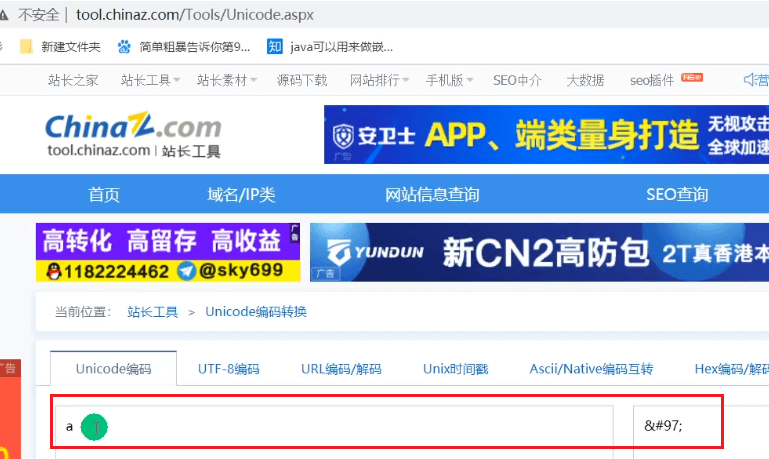 不安全 | tool.chinaz.com/Tools/Unicode.aspx
新建文件夹 简单粗暴告诉你第9... 知 java可以用来做嵌...
站长之家 站长工具 站长素材 源码下载 网站排行 手机版 SEO中介 大数据 seo插件 NEW 营
ChinaZ.com
tool.chinaz.com | 站长工具
安卫士 APP、端类量身打造 无视攻击
全球加速
广告
首页 域名/IP类 网站信息查询 SEO查询
高转化 高留存 高收益 广告
1182224462 @sky699
YUNDUN 新CN2高防包 2T真香港本
广告
当前位置: 站长工具 > Unicode编码转换
广告
Unicode编码 UTF-8编码 URL编码/解码 Unix时间戳 Ascii/Native编码互转 Hex编码/解码
a &#97;